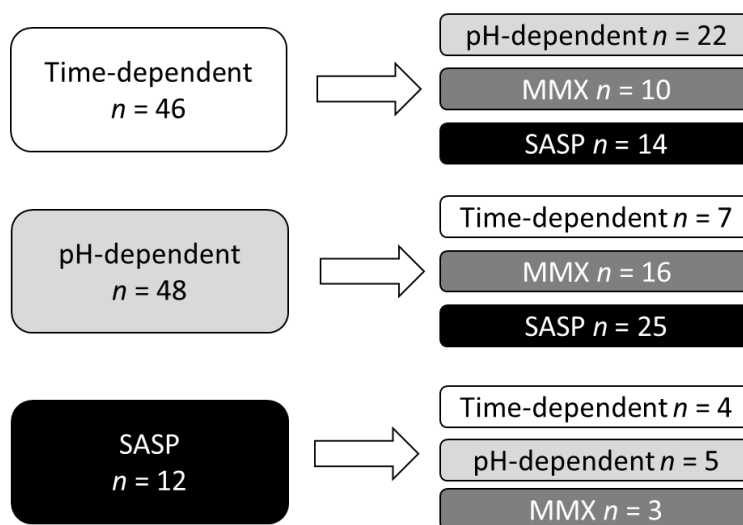 Time-dependent
n = 46
pH-dependent n = 22
MMX n = 10
SASP n = 14
pH-dependent
n = 48
Time-dependent n = 7
MMX n = 16
SASP n = 25
SASP
n = 12
Time-dependent n = 4
pH-dependent n = 5
MMX n = 3